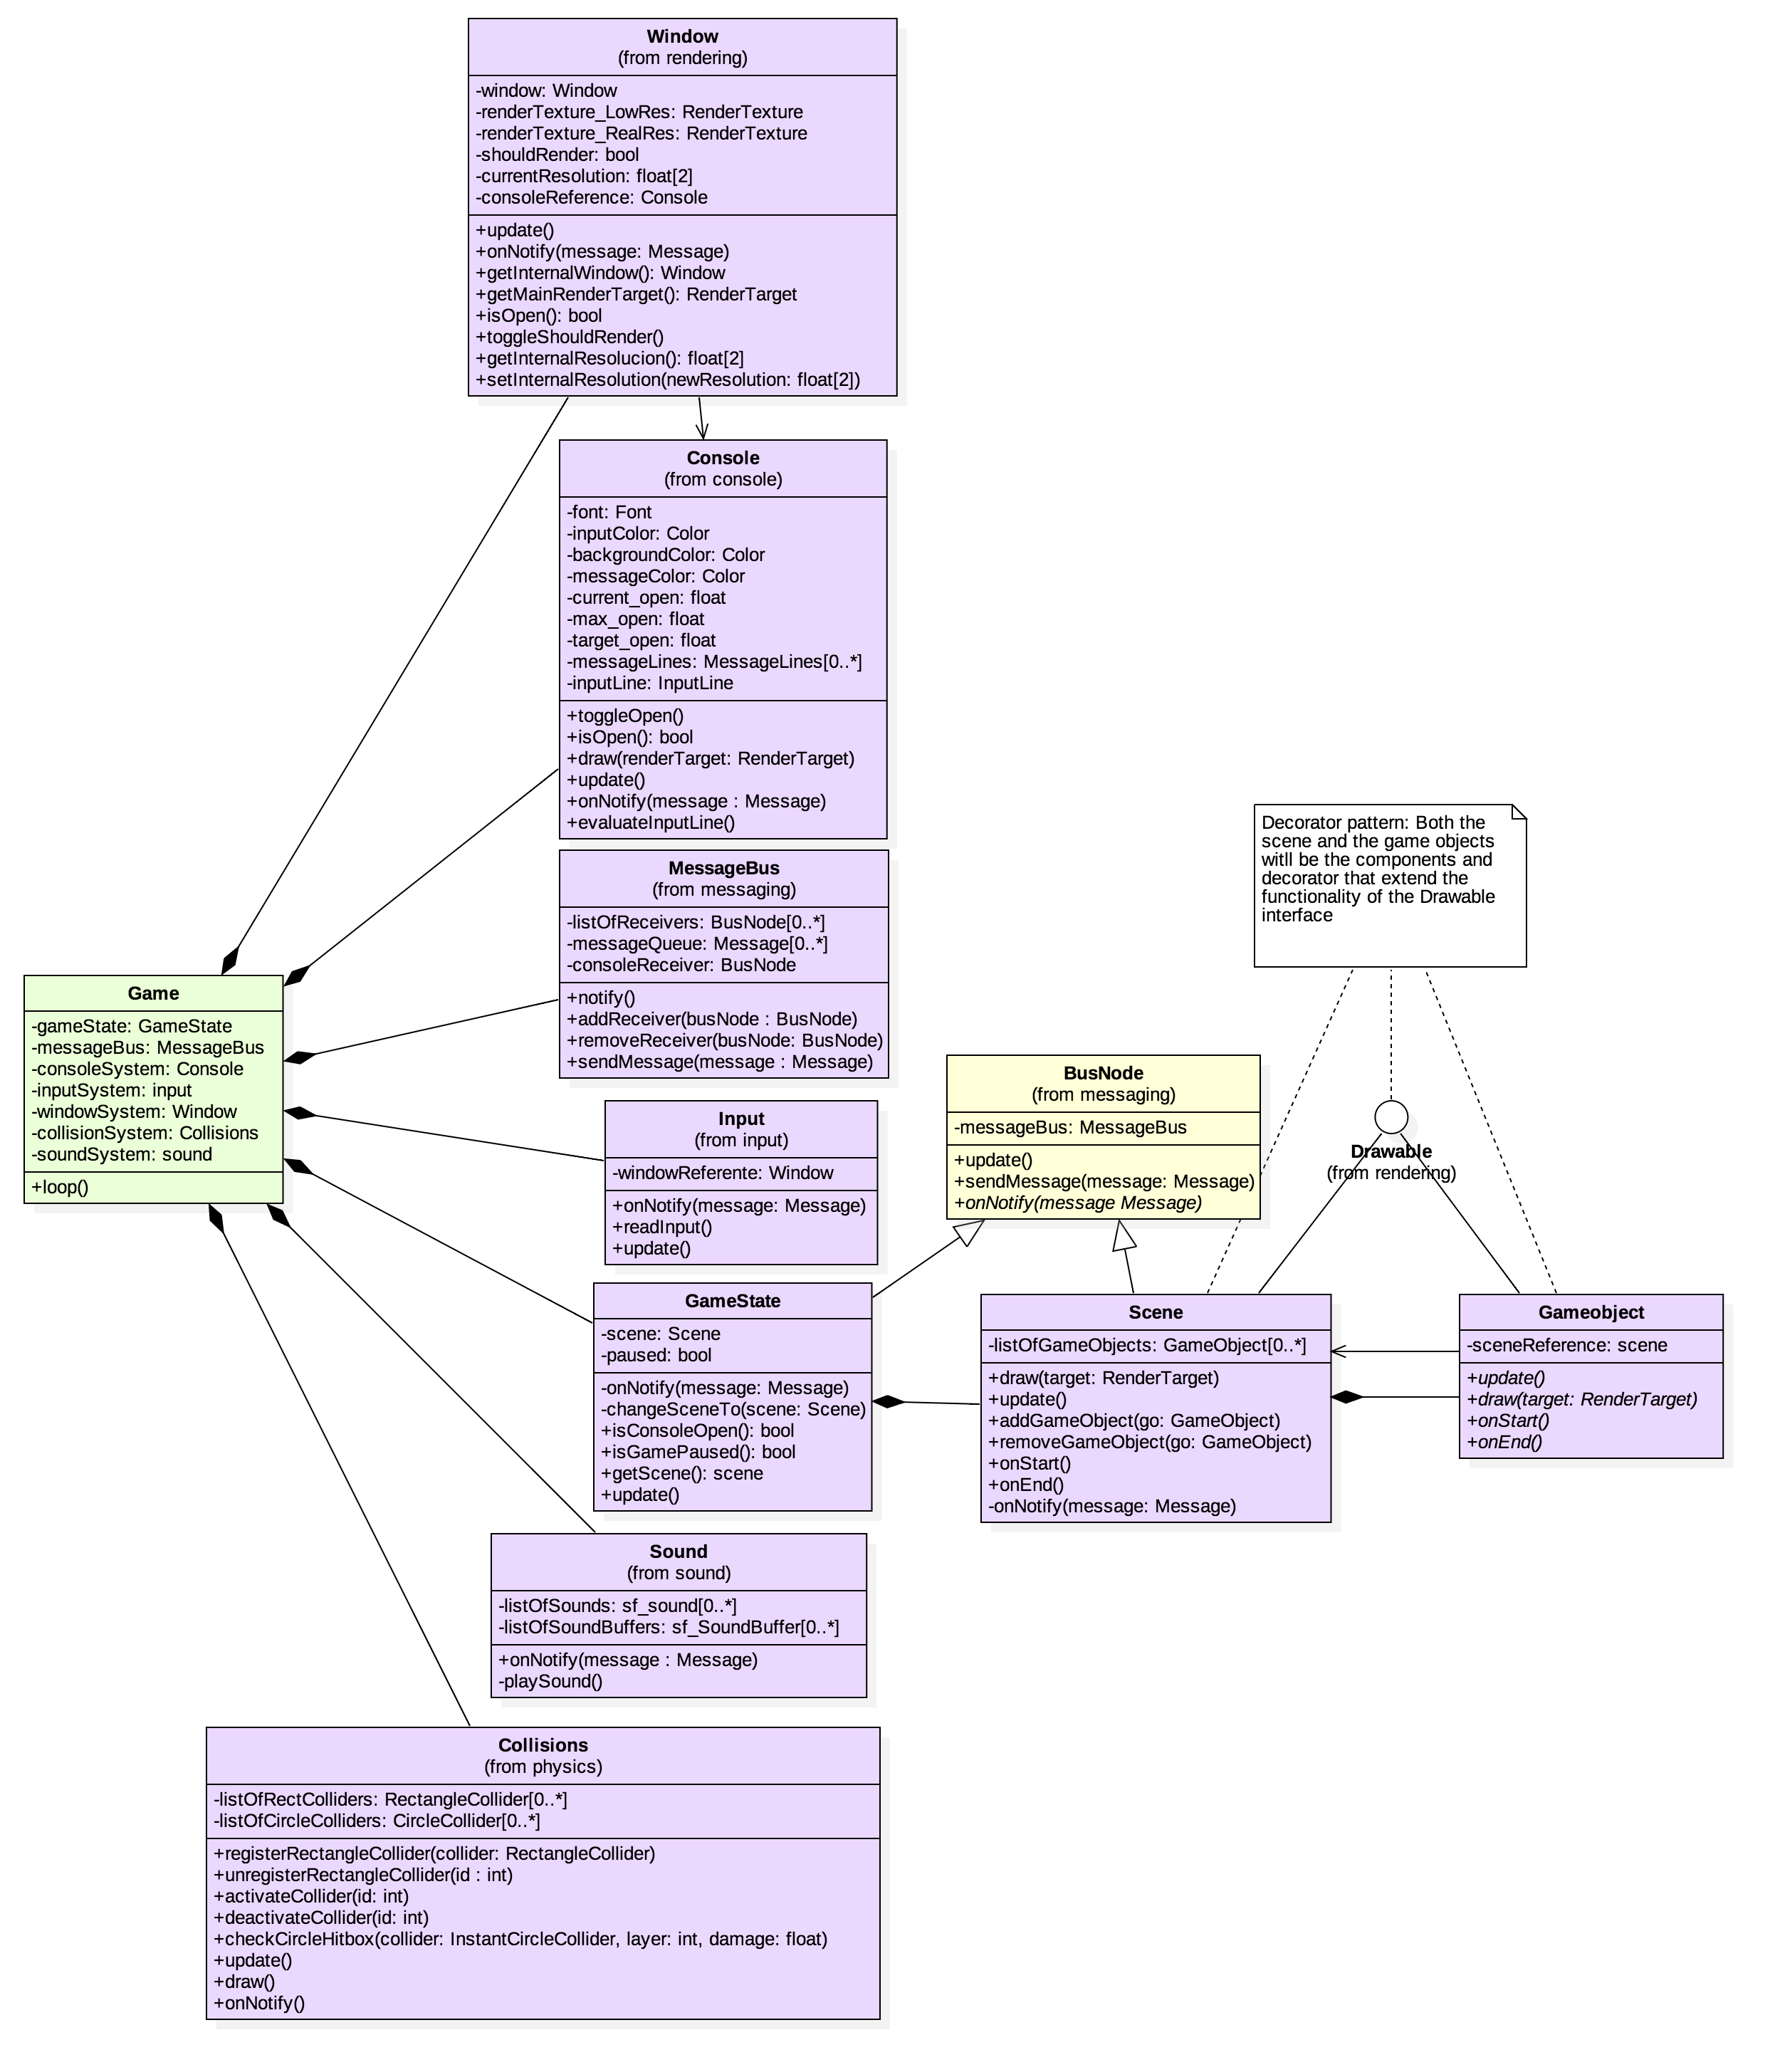 Window
(from rendering)
-window: Window
-renderTexture_LowRes: RenderTexture
-renderTexture_RealRes: RenderTexture
-shouldRender: bool
-currentResolution: float[2]
-consoleReference: Console
+update()
+onNotify(message: Message)
+getInternalWindow(): Window
+getMainRenderTarget(): RenderTarget
+isOpen(): bool
+toggleShouldRender()
+getInternalResolucion(): float[2]
+setInternalResolution(newResolution: float[2])
Console
(from console)
-font: Font
-inputColor: Color
-backgroundColor: Color
-messageColor: Color
-current_open: float
-max_open: float
-target_open: float
-messageLines: MessageLines[0..*]
-inputLine: InputLine
+toggleOpen()
+isOpen(): bool
+draw(renderTarget: RenderTarget)
+update()
+onNotify(message : Message)
+evaluateInputLine()
Decorator pattern: Both the
scene and the game objects
witll be the components and
decorator that extend the
functionality of the Drawable
interface
MessageBus
(from messaging)
-listOfReceivers: BusNode[0..*]
-messageQueue: Message[0..*]
-consoleReceiver: BusNode
+notify()
+addReceiver(busNode : BusNode)
+removeReceiver(busNode: BusNode)
+sendMessage(message : Message)
Game
-gameState: GameState
-messageBus: MessageBus
-consoleSystem: Console
-inputSystem: input
-windowSystem: Window
-collisionSystem: Collisions
-soundSystem: sound
+loop()
BusNode
(from messaging)
-messageBus: MessageBus
+update()
+sendMessage(message: Message)
+onNotify(message Message)
Drawable
(from rendering)
Input
(from input)
-windowReferente: Window
+onNotify(message: Message)
+readInput()
+update()
GameState
-scene: Scene
-paused: bool
-onNotify(message: Message)
-changeSceneTo(scene: Scene)
+isConsoleOpen(): bool
+isGamePaused(): bool
+getScene(): scene
+update()
Scene
-listOfGameObjects: GameObject[0..*]
+draw(target: RenderTarget)
+update()
+addGameObject(go: GameObject)
+removeGameObject(go: GameObject)
+onStart()
+onEnd()
-onNotify(message: Message)
Gameobject
-sceneReference: scene
+update()
+draw(target: RenderTarget)
+onStart()
+onEnd()
Sound
(from sound)
-listOfSounds: sf_sound[0..*]
-listOfSoundBuffers: sf_SoundBuffer[0..*]
+onNotify(message : Message)
-playSound()
Collisions
(from physics)
-listOfRectColliders: RectangleCollider[0..*]
-listOfCircleColliders: CircleCollider[0..*]
+registerRectangleCollider(collider: RectangleCollider)
+unregisterRectangleCollider(id : int)
+activateCollider(id: int)
+deactivateCollider(id: int)
+checkCircleHitbox(collider: InstantCircleCollider, layer: int, damage: float)
+update()
+draw()
+onNotify()